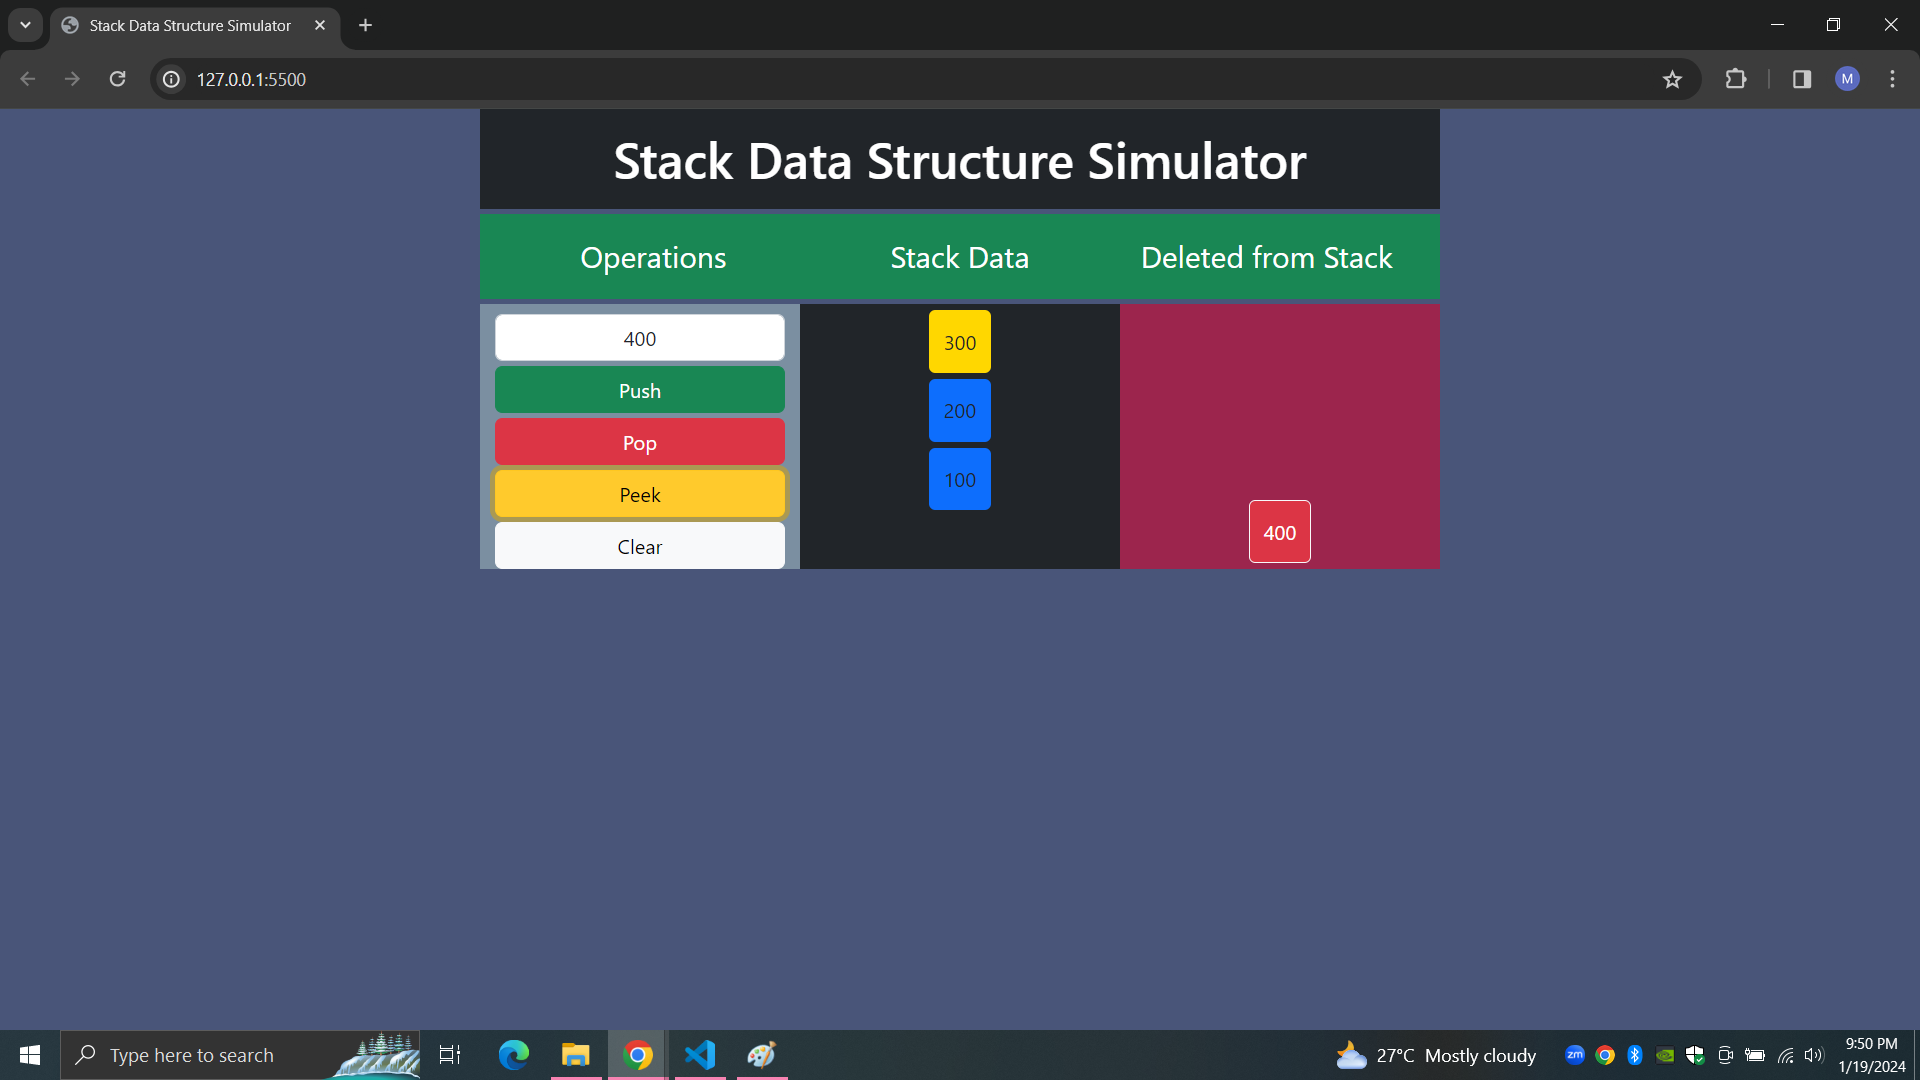 Stack Data Structure Simulator
127.0.0.1:5500
M
Stack Data Structure Simulator
Operations Stack Data Deleted from Stack
400
Push
Pop
Peek
Clear
300
200
100
400
Type here to search
27°C Mostly cloudy
zm
9:50 PM
1/19/2024